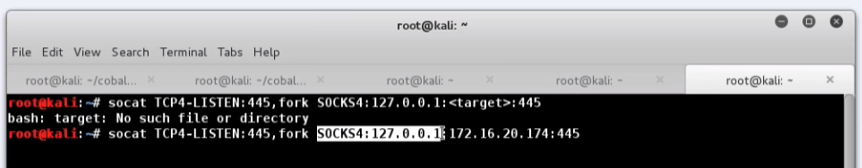 root@kali: ~
File Edit View Search Terminal Tabs Help
root@kali: ~/cobal... × root@kali: ~/cobal... × root@kali: ~ × root@kali: ~ × root@kali: ~ ×
root@kali:~# socat TCP4-LISTEN:445,fork SOCKS4:127.0.0.1:<target>:445
bash: target: No such file or directory
root@kali:~# socat TCP4-LISTEN:445,fork SOCKS4:127.0.0.1:172.16.20.174:445